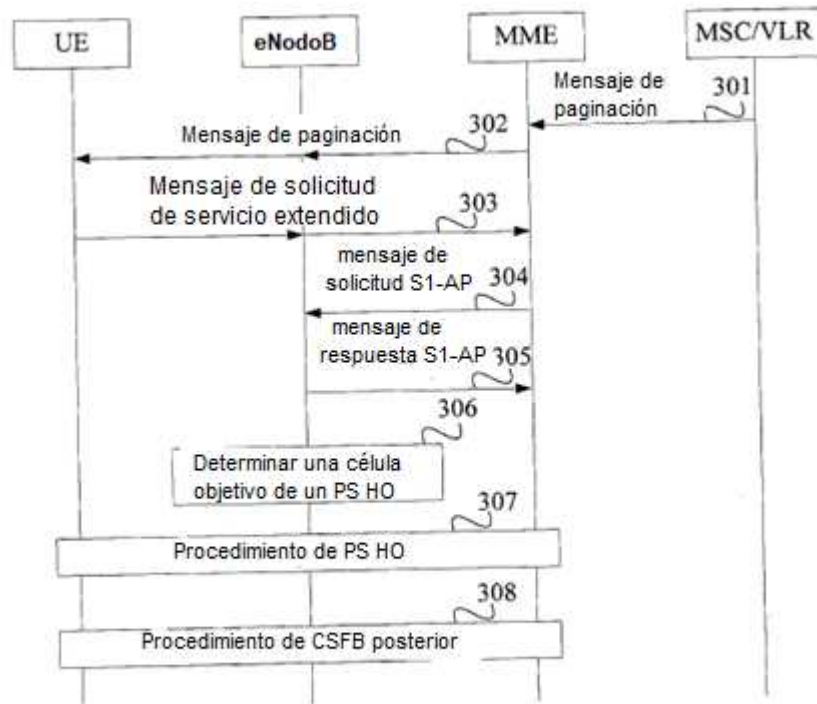 UE
eNodoB
MME
MSC/VLR
Mensaje de
paginación
301
Mensaje de paginación
302
Mensaje de solicitud
de servicio extendido
303
mensaje de
solicitud S1-AP
304
mensaje de
respuesta S1-AP
305
306
Determinar una célula
objetivo de un PS HO
307
Procedimiento de PS HO
308
Procedimiento de CSFB posterior